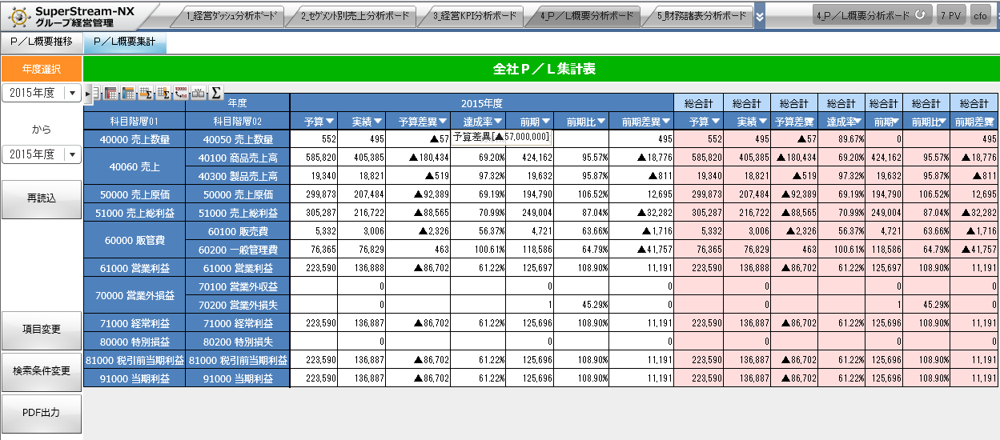 SuperStream-NX
グループ経営管理
1_経営ﾀﾞｯｼｭ分析ﾎﾞｰﾄﾞ 2_ｾｸﾞﾒﾝﾄ別売上分析ボード 3_経営KPI分析ボード 4_Ｐ／Ｌ概要分析ボード 5_財務諸表分析ボード 4_Ｐ／Ｌ概要分析ボード 7 PV cfo
Ｐ／Ｌ概要推移 Ｐ／Ｌ概要集計
年度選択 全社Ｐ／Ｌ集計表
2015年度
から
2015年度
再読込
項目変更
検索条件変更
PDF出力
年度 2015年度 総合計 総合計 総合計 総合計 総合計 総合計 総合計
科目階層01 科目階層02 予算 実績 予算差異 達成率 前期 前期比 前期差異 予算 実績 予算差異 達成率 前期 前期比 前期差異
40000 売上数量 40050 売上数量 552 495 ▲57 予算差異[▲57,000,000] 495 552 495 ▲57 89.67% 0 495
40060 売上 40100 商品売上高 585,820 405,385 ▲180,434 69.20% 424,162 95.57% ▲18,776 585,820 405,385 ▲180,434 69.20% 424,162 95.57% ▲18,776
40300 製品売上高 19,340 18,821 ▲519 97.32% 19,632 95.87% ▲811 19,340 18,821 ▲519 97.32% 19,632 95.87% ▲811
50000 売上原価 50000 売上原価 299,873 207,484 ▲92,389 69.19% 194,790 106.52% 12,695 299,873 207,484 ▲92,389 69.19% 194,790 106.52% 12,695
51000 売上総利益 51000 売上総利益 305,287 216,722 ▲88,565 70.99% 249,004 87.04% ▲32,282 305,287 216,722 ▲88,565 70.99% 249,004 87.04% ▲32,282
60000 販管費 60100 販売費 5,332 3,006 ▲2,326 56.37% 4,721 63.66% ▲1,716 5,332 3,006 ▲2,326 56.37% 4,721 63.66% ▲1,716
60200 一般管理費 76,365 76,829 463 100.61% 118,586 64.79% ▲41,757 76,365 76,829 463 100.61% 118,586 64.79% ▲41,757
61000 営業利益 61000 営業利益 223,590 136,888 ▲86,702 61.22% 125,697 108.90% 11,191 223,590 136,888 ▲86,702 61.22% 125,697 108.90% 11,191
70000 営業外損益 70100 営業外収益 0 0 0 0
70200 営業外損失 0 1 45.29% 0 1 45.29%
71000 経常利益 71000 経常利益 223,590 136,887 ▲86,702 61.22% 125,696 108.90% 11,191 223,590 136,887 ▲86,702 61.22% 125,696 108.90% 11,191
80000 特別損益 80200 特別損失
81000 税引前当期利益 81000 税引前当期利益 223,590 136,887 ▲86,702 61.22% 125,696 108.90% 11,191 223,590 136,887 ▲86,702 61.22% 125,696 108.90% 11,191
91000 当期利益 91000 当期利益 223,590 136,887 ▲86,702 61.22% 125,696 108.90% 11,191 223,590 136,887 ▲86,702 61.22% 125,696 108.90% 11,191